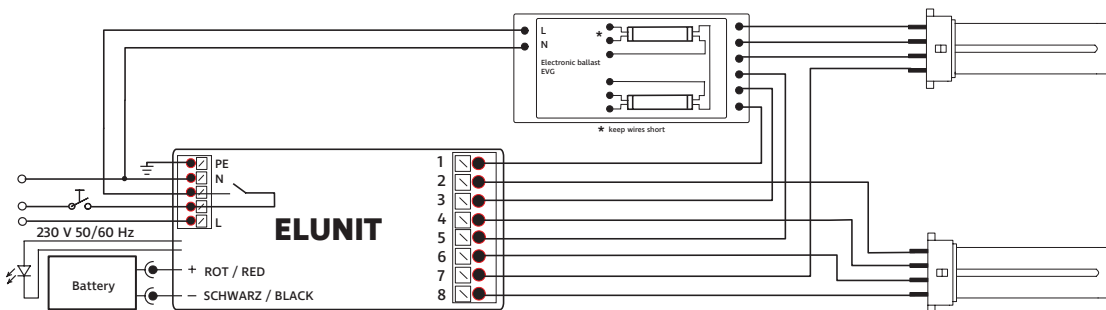 L
N
*
Electronic ballast
EVG
* keep wires short
PE
N
L
230 V 50/60 Hz
ELUNIT
1
2
3
4
5
6
7
8
Battery
+ ROT / RED
− SCHWARZ / BLACK